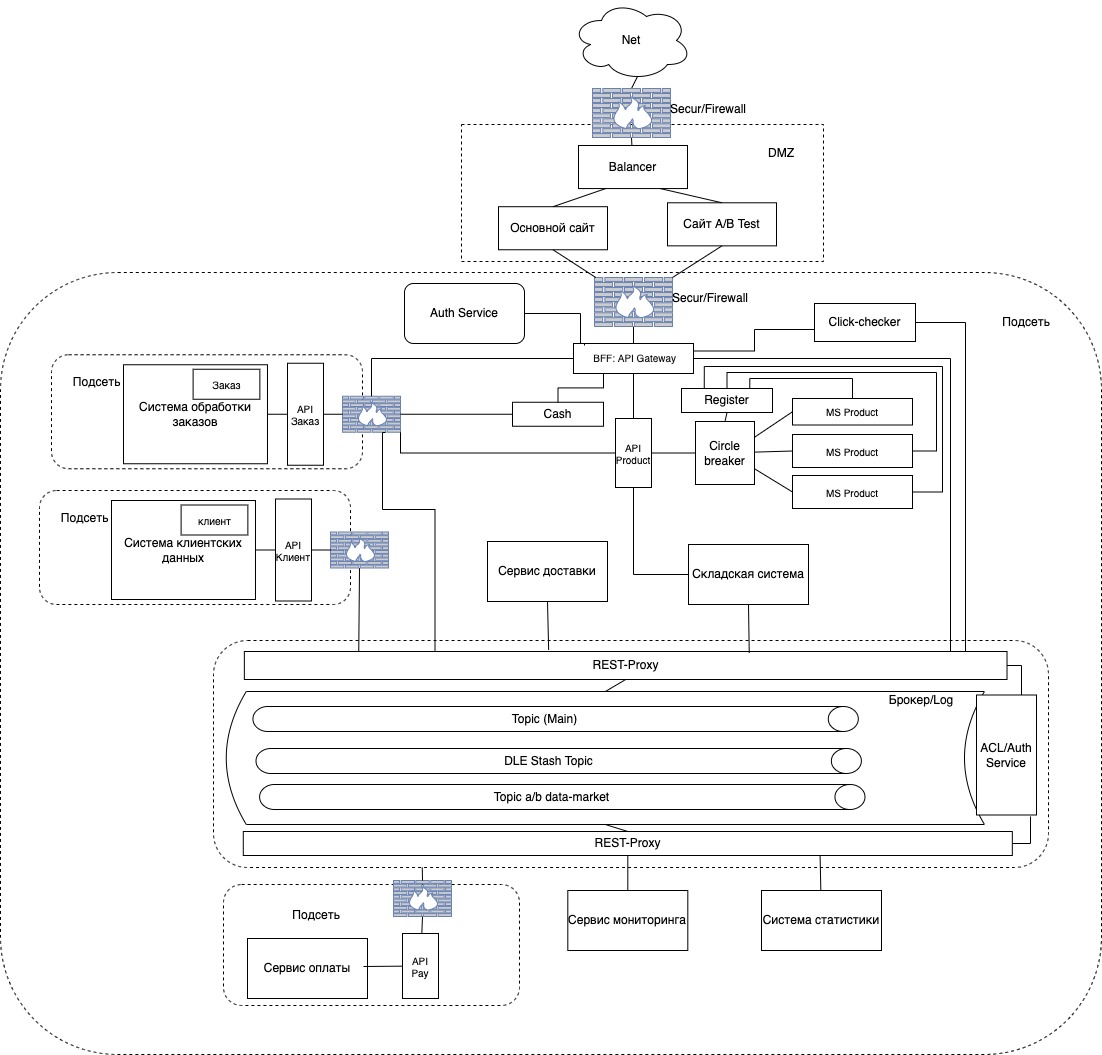 Net
Secur/Firewall
DMZ
Balancer
Основной сайт
Сайт A/B Test
Secur/Firewall
Auth Service
Click-checker
Подсеть
BFF: API Gateway
Подсеть
Заказ
Система обработки
заказов
API
Заказ
Cash
Register
MS Product
API
Product
Circle
breaker
MS Product
MS Product
Подсеть
клиент
Система клиентских
данных
API
Клиент
Сервис доставки
Складская система
REST-Proxy
Брокер/Log
Topic (Main)
ACL/Auth
Service
DLE Stash Topic
Topic a/b data-market
REST-Proxy
Подсеть
Сервис оплаты
API
Pay
Сервис мониторинга
Система статистики